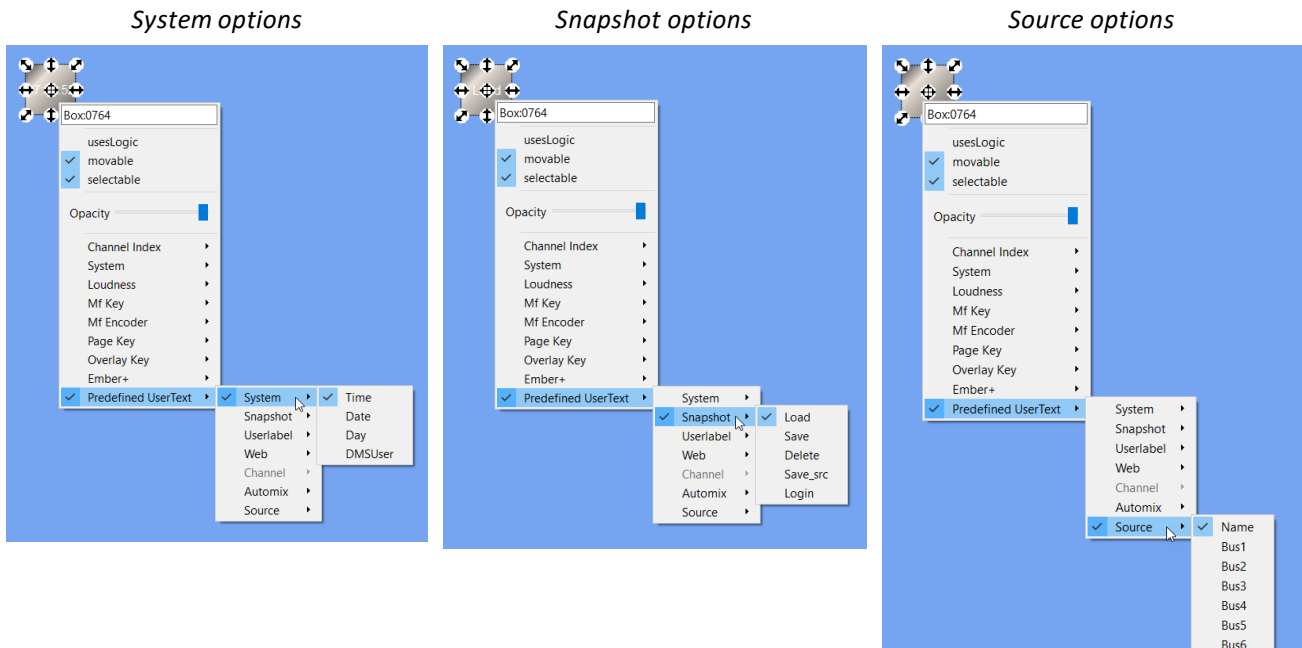 System options
Snapshot options
Source options
Box:0764
usesLogic
movable
selectable
Opacity
Channel Index
System
Loudness
Mf Key
Mf Encoder
Page Key
Overlay Key
Ember+
Predefined UserText
System
Snapshot
Userlabel
Web
Channel
Automix
Source
Time
Date
Day
DMSUser
Box:0764
usesLogic
movable
selectable
Opacity
Channel Index
System
Loudness
Mf Key
Mf Encoder
Page Key
Overlay Key
Ember+
Predefined UserText
System
Snapshot
Userlabel
Web
Channel
Automix
Source
Load
Save
Delete
Save_src
Login
Box:0764
usesLogic
movable
selectable
Opacity
Channel Index
System
Loudness
Mf Key
Mf Encoder
Page Key
Overlay Key
Ember+
Predefined UserText
System
Snapshot
Userlabel
Web
Channel
Automix
Source
Name
Bus1
Bus2
Bus3
Bus4
Bus5
Bus6